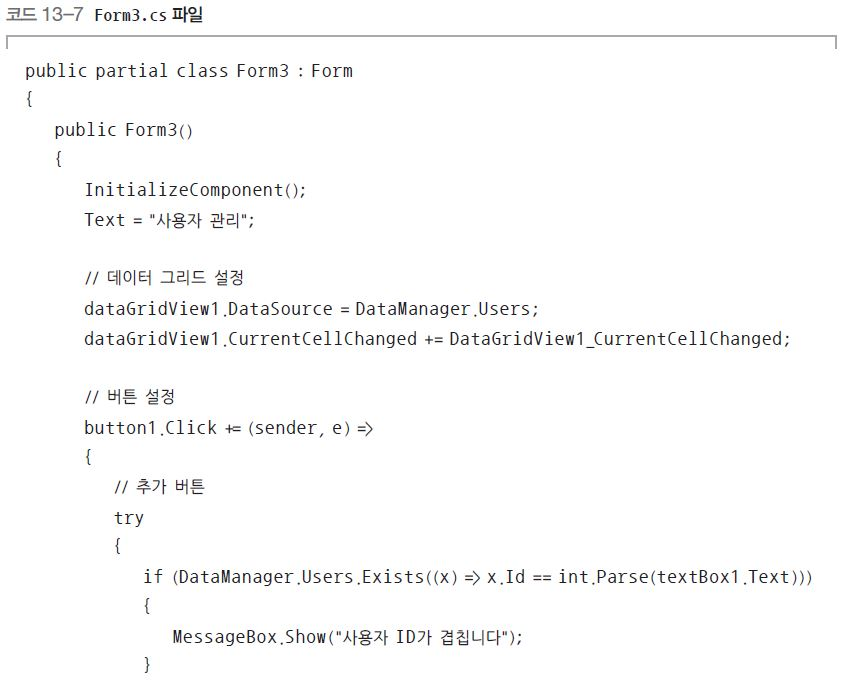 코드 13-7 Form3.cs 파일
public partial class Form3 : Form
{
public Form3()
{
InitializeComponent();
Text = "사용자 관리";
// 데이터 그리드 설정
dataGridView1.DataSource = DataManager.Users;
dataGridView1.CurrentCellChanged += DataGridView1_CurrentCellChanged;
// 버튼 설정
button1.Click += (sender, e) =>
{
// 추가 버튼
try
{
if (DataManager.Users.Exists((x) => x.Id == int.Parse(textBox1.Text)))
{
MessageBox.Show("사용자 ID가 겹칩니다");
}